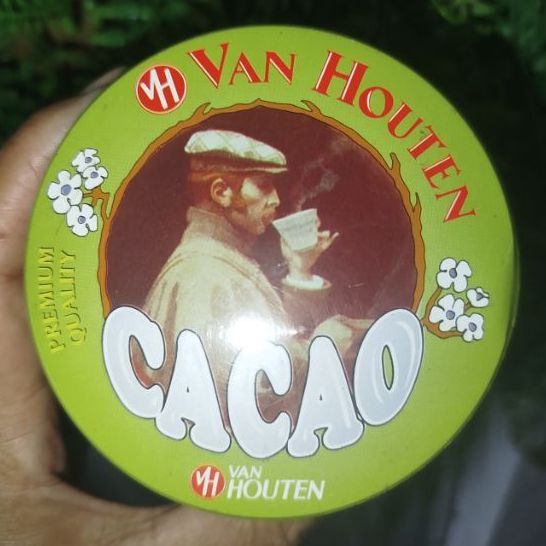 VH VAN HOUTEN
PREMIUM
QUALITY
CACAO
VH VAN
HOUTEN